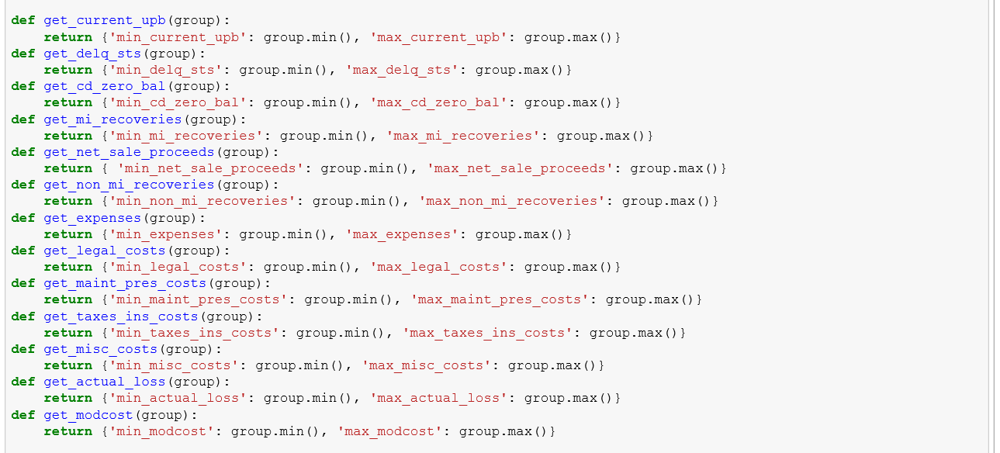 def get_current_upb(group):
    return {'min_current_upb': group.min(), 'max_current_upb': group.max()}
def get_delq_sts(group):
    return {'min_delq_sts': group.min(), 'max_delq_sts': group.max()}
def get_cd_zero_bal(group):
    return {'min_cd_zero_bal': group.min(), 'max_cd_zero_bal': group.max()}
def get_mi_recoveries(group):
    return {'min_mi_recoveries': group.min(), 'max_mi_recoveries': group.max()}
def get_net_sale_proceeds(group):
    return { 'min_net_sale_proceeds': group.min(), 'max_net_sale_proceeds': group.max()}
def get_non_mi_recoveries(group):
    return {'min_non_mi_recoveries': group.min(), 'max_non_mi_recoveries': group.max()}
def get_expenses(group):
    return {'min_expenses': group.min(), 'max_expenses': group.max()}
def get_legal_costs(group):
    return {'min_legal_costs': group.min(), 'max_legal_costs': group.max()}
def get_maint_pres_costs(group):
    return {'min_maint_pres_costs': group.min(), 'max_maint_pres_costs': group.max()}
def get_taxes_ins_costs(group):
    return {'min_taxes_ins_costs': group.min(), 'max_taxes_ins_costs': group.max()}
def get_misc_costs(group):
    return {'min_misc_costs': group.min(), 'max_misc_costs': group.max()}
def get_actual_loss(group):
    return {'min_actual_loss': group.min(), 'max_actual_loss': group.max()}
def get_modcost(group):
    return {'min_modcost': group.min(), 'max_modcost': group.max()}